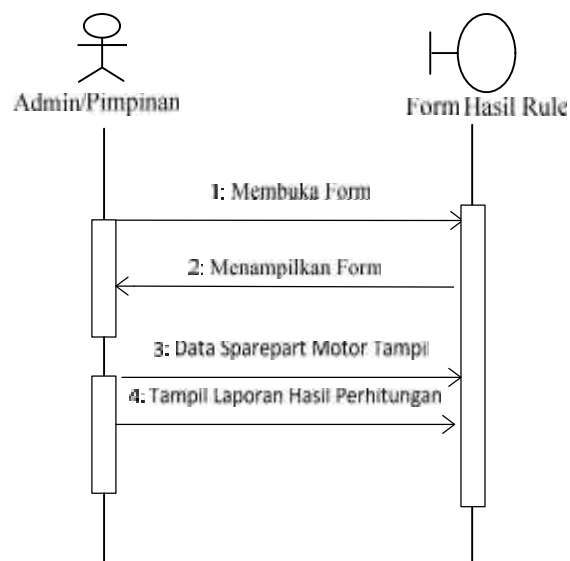 Admin/Pimpinan
Form Hasil Rule
1: Membuka Form
2: Menampilkan Form
3: Data Sparepart Motor Tampil
4: Tampil Laporan Hasil Perhitungan